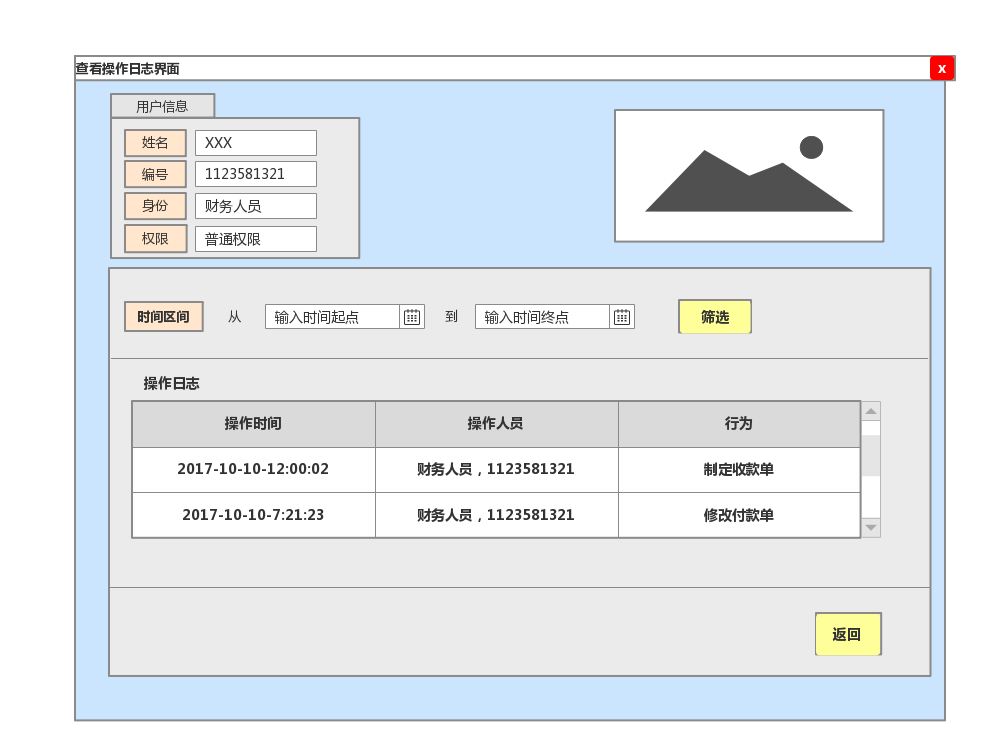 查看操作日志界面 x
用户信息
姓名 XXX
编号 1123581321
身份 财务人员
权限 普通权限
时间区间 从 输入时间起点 到 输入时间终点 筛选
操作日志
操作时间 操作人员 行为
2017-10-10-12:00:02 财务人员，1123581321 制定收款单
2017-10-10-7:21:23 财务人员，1123581321 修改付款单
返回